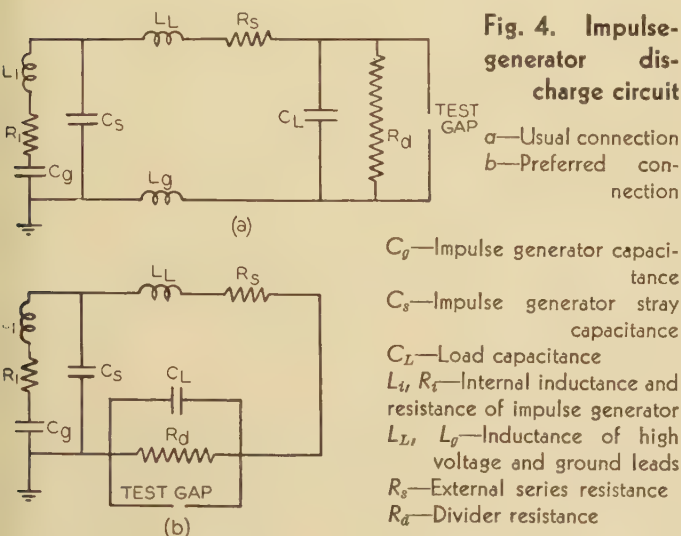 Fig. 4. Impulse-
generator dis-
charge circuit
a—Usual connection
b—Preferred con-
nection
L_L
R_s
L_I
R_I
C_g
C_s
C_L
R_d
TEST
GAP
L_g
(a)
L_L
R_s
R_I
C_g
C_s
C_L
R_d
TEST GAP
(b)
C_g—Impulse generator capaci-
tance
C_s—Impulse generator stray
capacitance
C_L—Load capacitance
L_i, R_i—Internal inductance and
resistance of impulse generator
L_L, L_g—Inductance of high
voltage and ground leads
R_s—External series resistance
R_d—Divider resistance